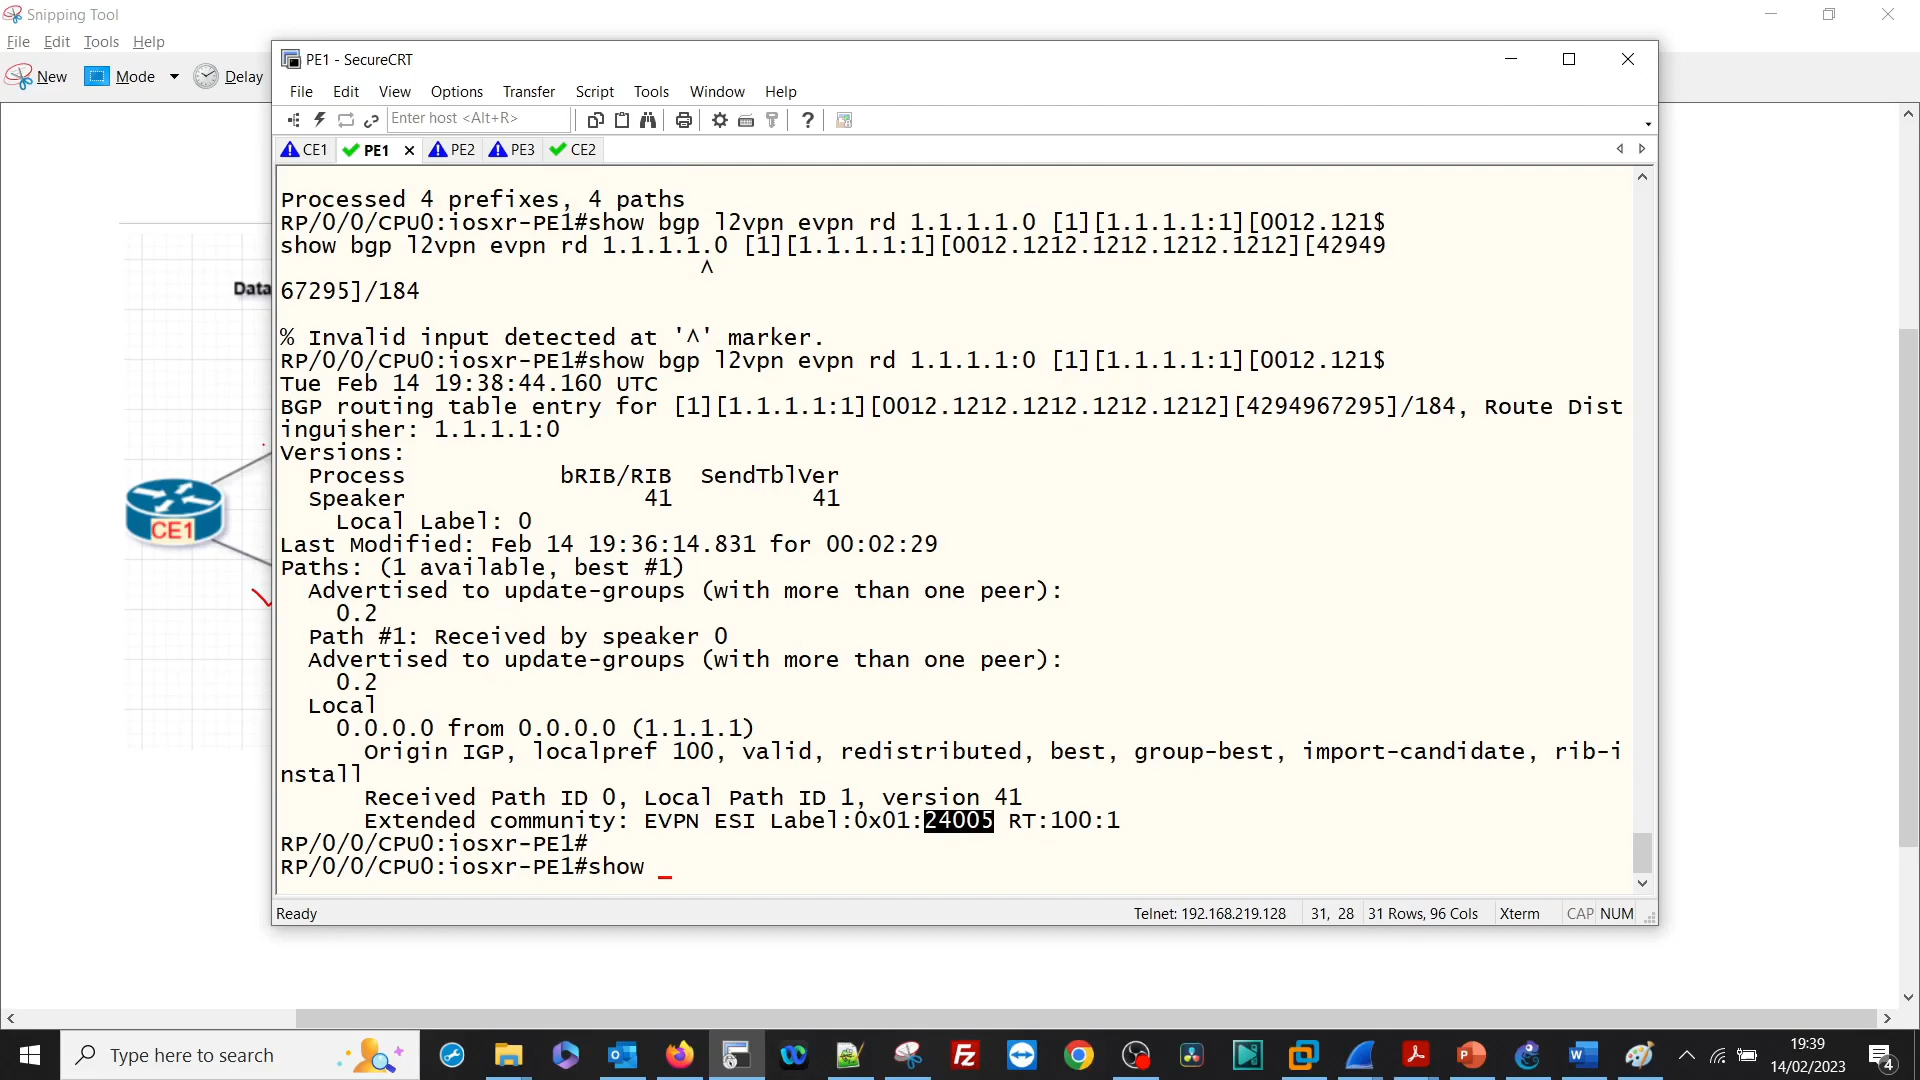 Snipping Tool
File Edit Tools Help
New Mode Delay
PE1 - SecureCRT
File Edit View Options Transfer Script Tools Window Help
Enter host <Alt+R>
CE1 PE1 PE2 PE3 CE2
Processed 4 prefixes, 4 paths
RP/0/0/CPU0:iosxr-PE1#show bgp l2vpn evpn rd 1.1.1.1.0 [1][1.1.1.1:1][0012.121$
show bgp l2vpn evpn rd 1.1.1.1.0 [1][1.1.1.1:1][0012.1212.1212.1212.1212][42949
^
67295]/184
% Invalid input detected at '^' marker.
RP/0/0/CPU0:iosxr-PE1#show bgp l2vpn evpn rd 1.1.1.1:0 [1][1.1.1.1:1][0012.121$
Tue Feb 14 19:38:44.160 UTC
BGP routing table entry for [1][1.1.1.1:1][0012.1212.1212.1212.1212][4294967295]/184, Route Dist
inguisher: 1.1.1.1:0
Versions:
Process bRIB/RIB SendTblVer
Speaker 41 41
Local Label: 0
Last Modified: Feb 14 19:36:14.831 for 00:02:29
Paths: (1 available, best #1)
Advertised to update-groups (with more than one peer):
0.2
Path #1: Received by speaker 0
Advertised to update-groups (with more than one peer):
0.2
Local
0.0.0.0 from 0.0.0.0 (1.1.1.1)
Origin IGP, localpref 100, valid, redistributed, best, group-best, import-candidate, rib-i
nstall
Received Path ID 0, Local Path ID 1, version 41
Extended community: EVPN ESI Label:0x01:24005 RT:100:1
RP/0/0/CPU0:iosxr-PE1#
RP/0/0/CPU0:iosxr-PE1#show _
Ready Telnet: 192.168.219.128 31, 28 31 Rows, 96 Cols Xterm CAP NUM
Data
CE1
Type here to search
19:39
14/02/2023
4